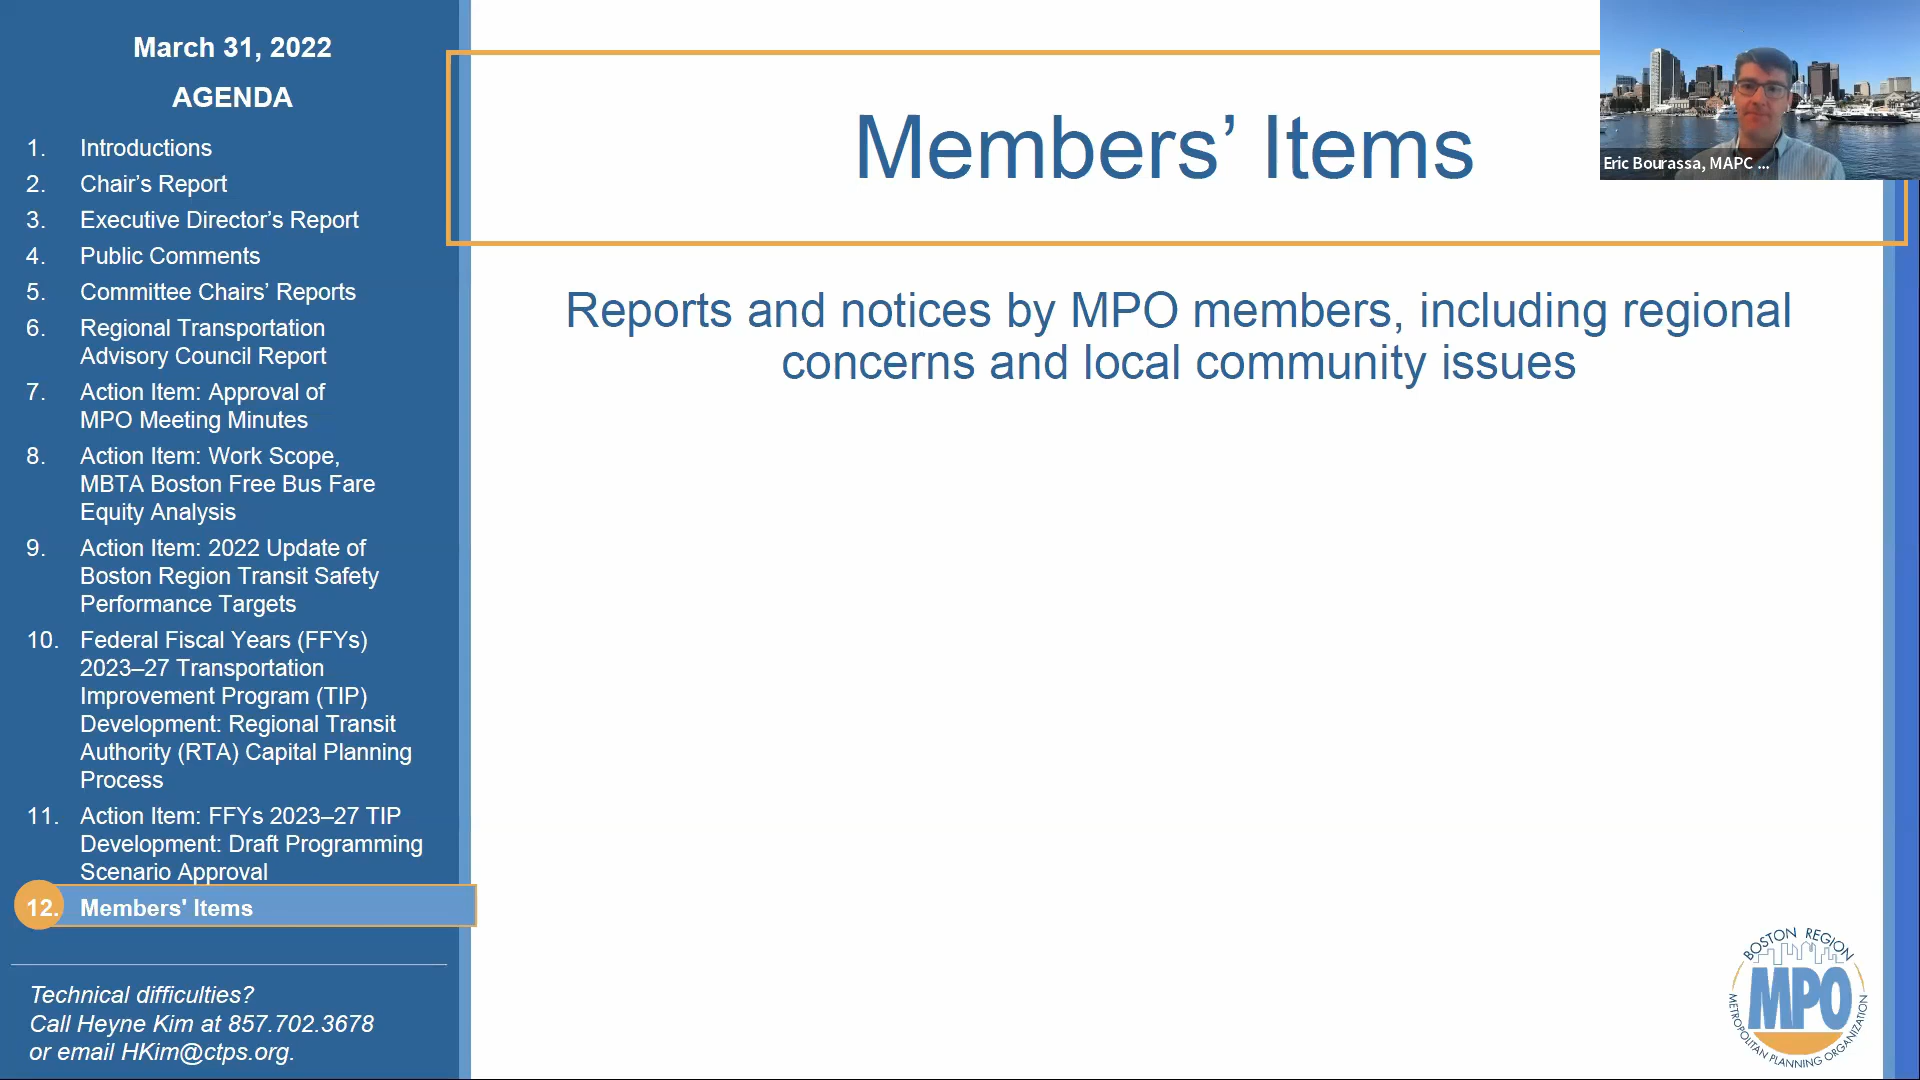 March 31, 2022
AGENDA
1. Introductions
2. Chair’s Report
3. Executive Director’s Report
4. Public Comments
5. Committee Chairs’ Reports
6. Regional Transportation
Advisory Council Report
7. Action Item: Approval of
MPO Meeting Minutes
8. Action Item: Work Scope,
MBTA Boston Free Bus Fare
Equity Analysis
9. Action Item: 2022 Update of
Boston Region Transit Safety
Performance Targets
10. Federal Fiscal Years (FFYs)
2023–27 Transportation
Improvement Program (TIP)
Development: Regional Transit
Authority (RTA) Capital Planning
Process
11. Action Item: FFYs 2023–27 TIP
Development: Draft Programming
Scenario Approval
12. Members' Items
Technical difficulties?
Call Heyne Kim at 857.702.3678
or email HKim@ctps.org.
Members’ Items
Reports and notices by MPO members, including regional
concerns and local community issues
Eric Bourassa, MAPC ...
BOSTON REGION
MPO
METROPOLITAN PLANNING ORGANIZATION